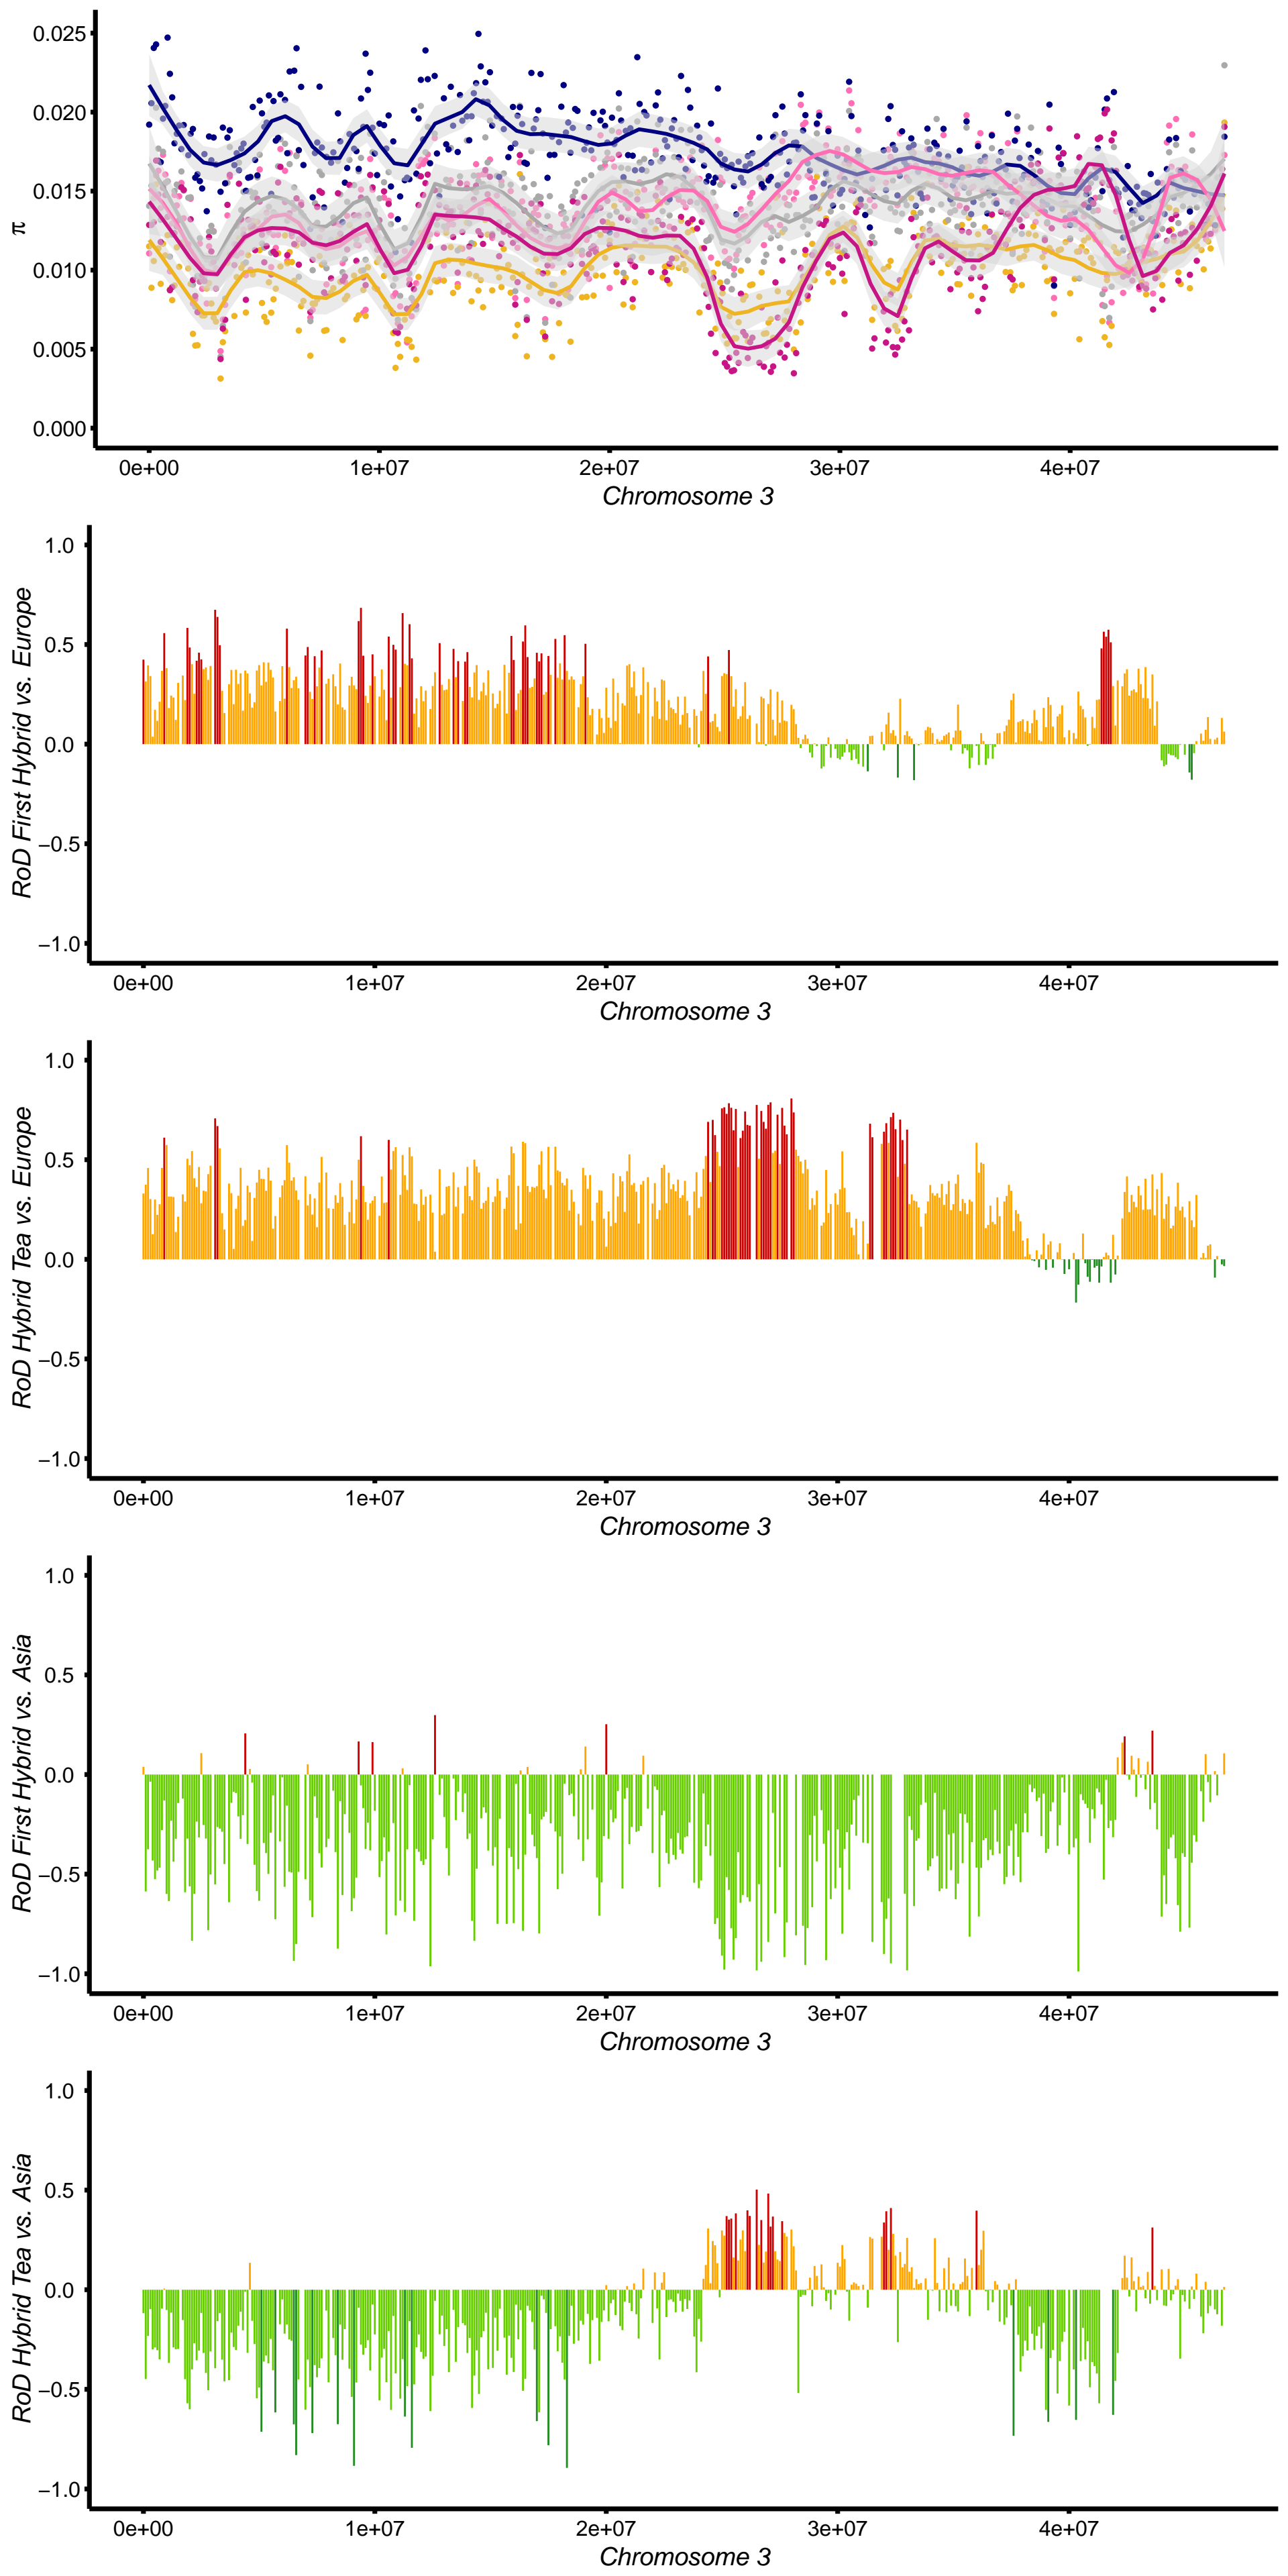 0.025
0.020
0.015
0.010
0.005
0.000
π
0e+00 1e+07 2e+07 3e+07 4e+07
Chromosome 3
1.0
0.5
0.0
−0.5
−1.0
RoD First Hybrid vs. Europe
0e+00 1e+07 2e+07 3e+07 4e+07
Chromosome 3
1.0
0.5
0.0
−0.5
−1.0
RoD Hybrid Tea vs. Europe
0e+00 1e+07 2e+07 3e+07 4e+07
Chromosome 3
1.0
0.5
0.0
−0.5
−1.0
RoD First Hybrid vs. Asia
0e+00 1e+07 2e+07 3e+07 4e+07
Chromosome 3
1.0
0.5
0.0
−0.5
−1.0
RoD Hybrid Tea vs. Asia
0e+00 1e+07 2e+07 3e+07 4e+07
Chromosome 3